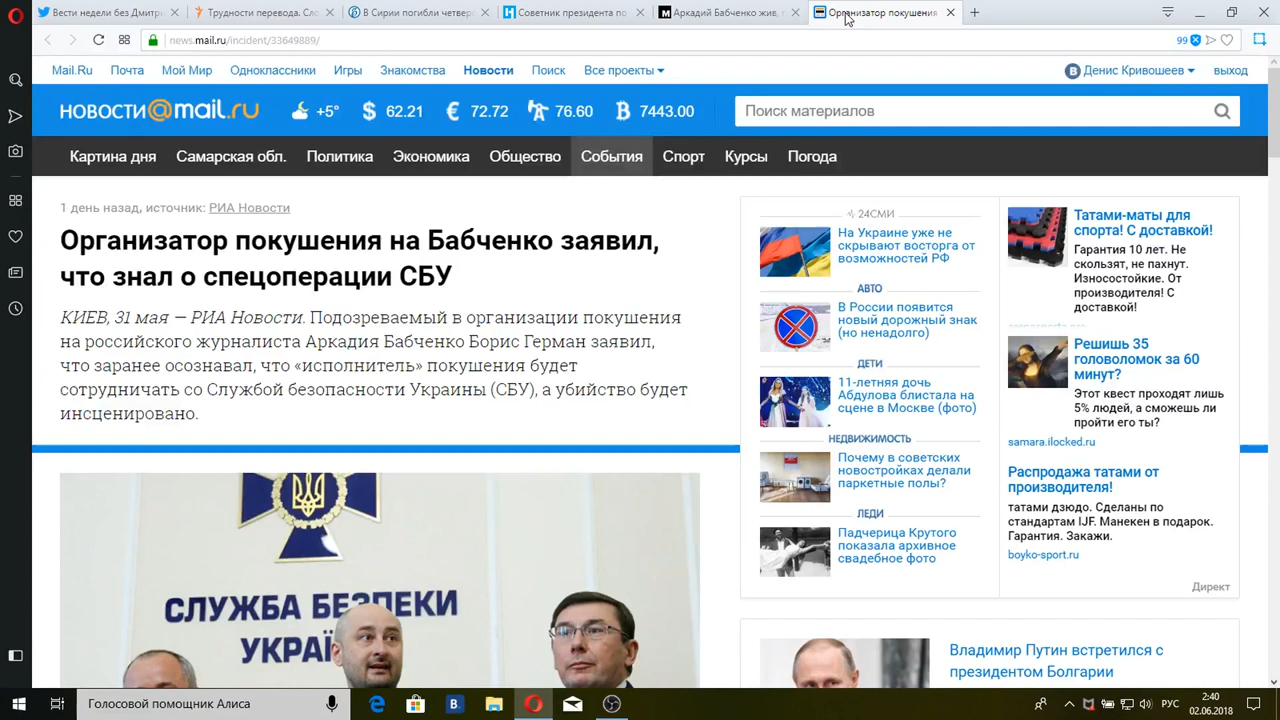 Вести недели без Дмитр
Трудности перевода. Сло
В Сирии погибли четвер
Советник президента по
Аркадий Бабченко жив, г
Организатор покушения
news.mail.ru/incident/33649889/
99
Mail.Ru
Почта
Мой Мир
Одноклассники
Игры
Знакомства
Новости
Поиск
Все проекты
Денис Кривошеев
выход
НОВОСТИ@mail.ru
+5°
$ 62.21
€ 72.72
76.60
7443.00
Поиск материалов
Картина дня
Самарская обл.
Политика
Экономика
Общество
События
Спорт
Курсы
Погода
1 день назад, источник: РИА Новости
Организатор покушения на Бабченко заявил,
что знал о спецоперации СБУ
КИЕВ, 31 мая — РИА Новости. Подозреваемый в организации покушения
на российского журналиста Аркадия Бабченко Борис Герман заявил,
что заранее осознавал, что «исполнитель» покушения будет
сотрудничать со Службой безопасности Украины (СБУ), а убийство будет
инсценировано.
СЛУЖБА БЕЗПЕКИ
24СМИ
На Украине уже не
скрывают восторга от
возможностей РФ
АВТО
В России появится
новый дорожный знак
(но ненадолго)
ДЕТИ
11-летняя дочь
Абдулова блистала на
сцене в Москве (фото)
НЕДВИЖИМОСТЬ
Почему в советских
новостройках делали
паркетные полы?
ЛЕДИ
Падчерица Крутого
показала архивное
свадебное фото
Татами-маты для
спорта! С доставкой!
Гарантия 10 лет. Не
скользят, не пахнут.
Износостойкие. От
производителя! С
доставкой!
Решишь 35
головоломок за 60
минут?
Этот квест проходят лишь
5% людей, а сможешь ли
пройти его ты?
samara.ilocked.ru
Распродажа татами от
производителя!
татами дзюдо. Сделаны по
стандартам IJF. Манекен в подарок.
Гарантия. Закажи.
boyko-sport.ru
Директ
Владимир Путин встретился с
президентом Болгарии
Голосовой помощник Алиса
РУС
2:40
02.06.2018